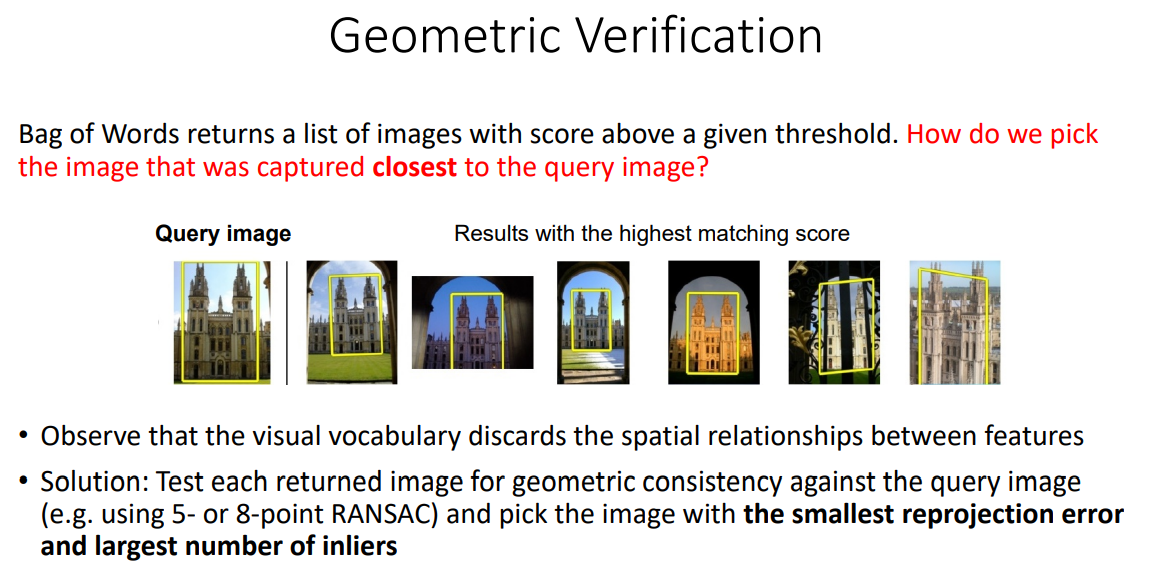 Geometric Verification
Bag of Words returns a list of images with score above a given threshold. How do we pick
the image that was captured closest to the query image?
Query image
Results with the highest matching score
• Observe that the visual vocabulary discards the spatial relationships between features
• Solution: Test each returned image for geometric consistency against the query image
(e.g. using 5- or 8-point RANSAC) and pick the image with the smallest reprojection error
and largest number of inliers